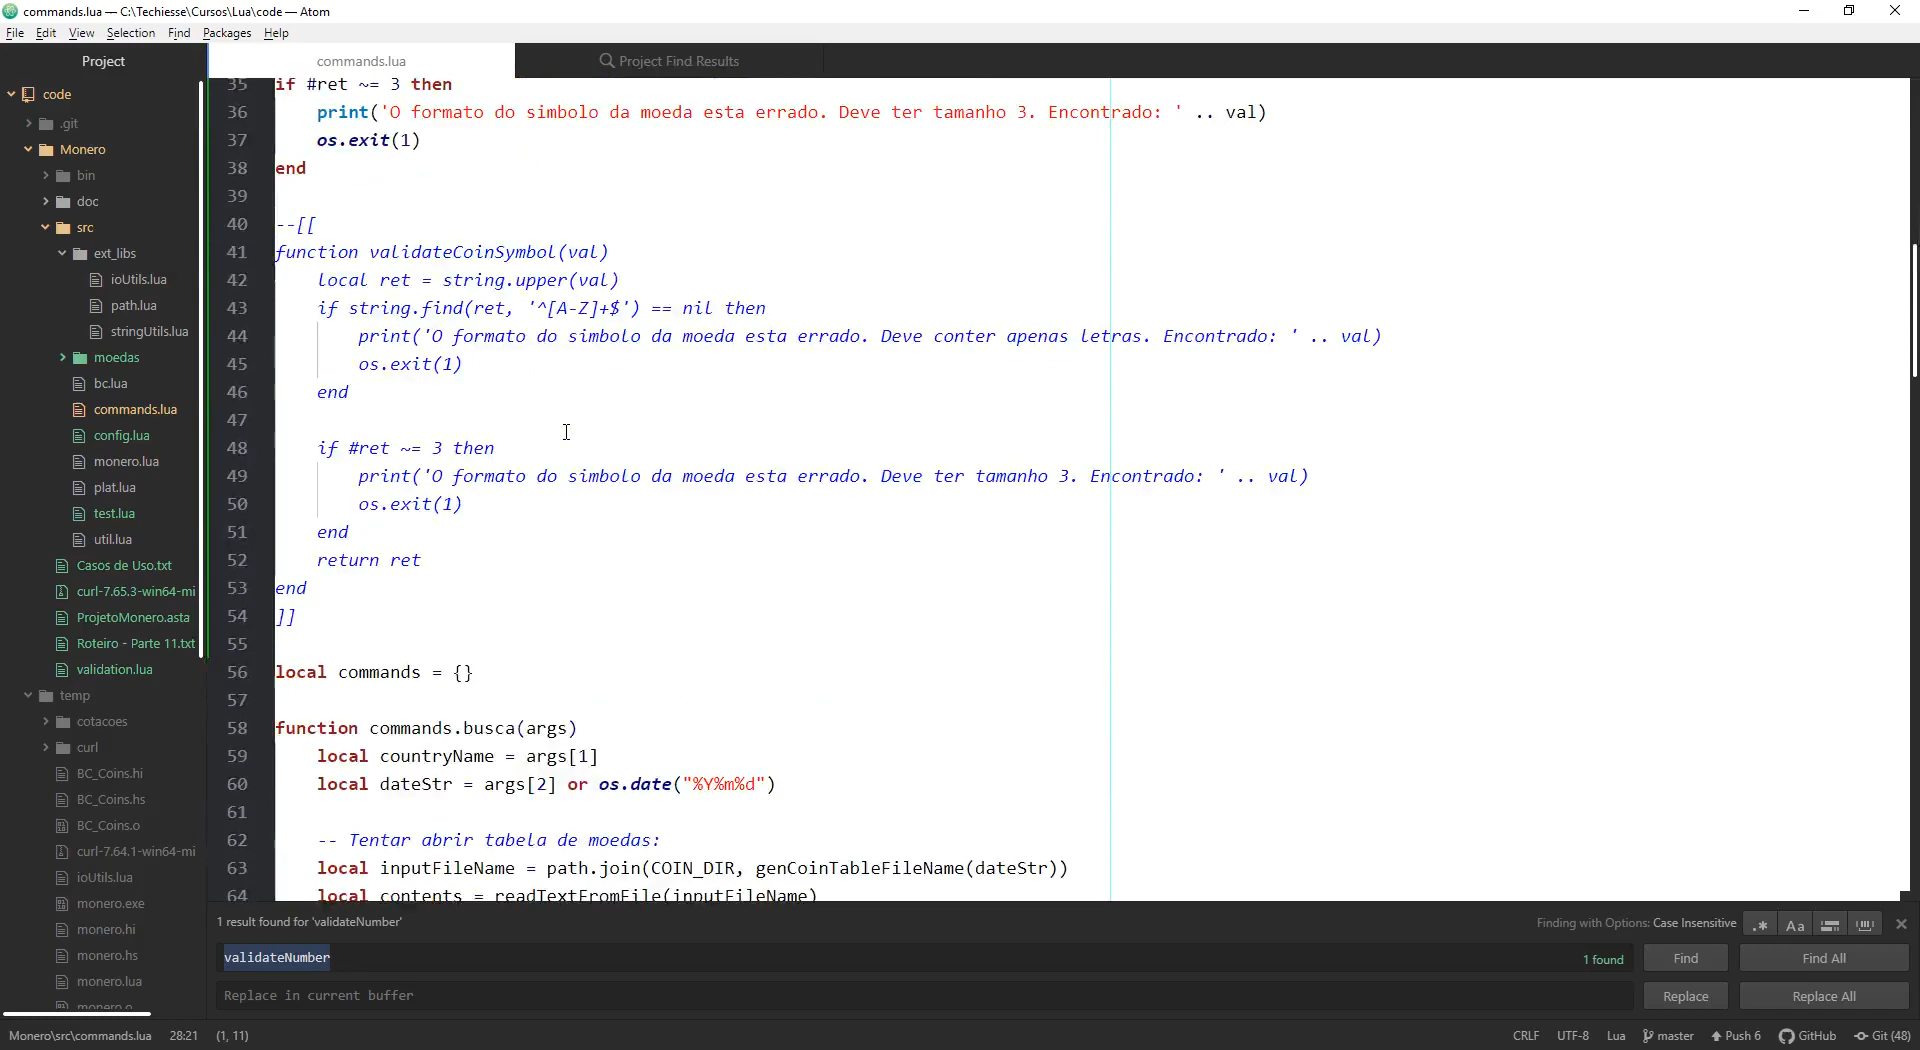 commands.lua — C:\Techiesse\Cursos\Lua\code — Atom
File Edit View Selection Find Packages Help
Project
commands.lua
Project Find Results
code
.git
Monero
bin
doc
src
ext_libs
ioUtils.lua
path.lua
stringUtils.lua
moedas
bc.lua
commands.lua
config.lua
monero.lua
plat.lua
test.lua
util.lua
Casos de Uso.txt
curl-7.65.3-win64-mi
ProjetoMonero.asta
Roteiro - Parte 11.txt
validation.lua
temp
cotacoes
curl
BC_Coins.hi
BC_Coins.hs
BC_Coins.o
curl-7.64.1-win64-mi
ioUtils.lua
monero.exe
monero.hi
monero.hs
monero.lua
monero.o
35 if #ret ~= 3 then
36 print('O formato do simbolo da moeda esta errado. Deve ter tamanho 3. Encontrado: ' .. val)
37 os.exit(1)
38 end
39
40 --[[
41 function validateCoinSymbol(val)
42 local ret = string.upper(val)
43 if string.find(ret, '^[A-Z]+$') == nil then
44 print('O formato do simbolo da moeda esta errado. Deve conter apenas letras. Encontrado: ' .. val)
45 os.exit(1)
46 end
47
48 if #ret ~= 3 then
49 print('O formato do simbolo da moeda esta errado. Deve ter tamanho 3. Encontrado: ' .. val)
50 os.exit(1)
51 end
52 return ret
53 end
54 ]]
55
56 local commands = {}
57
58 function commands.busca(args)
59 local countryName = args[1]
60 local dateStr = args[2] or os.date("%Y%m%d")
61
62 -- Tentar abrir tabela de moedas:
63 local inputFileName = path.join(COIN_DIR, genCoinTableFileName(dateStr))
64 local contents = readTextFromFile(inputFileName)
1 result found for 'validateNumber'
Finding with Options: Case Insensitive
.* Aa
validateNumber
1 found
Find
Find All
Replace in current buffer
Replace
Replace All
Monero\src\commands.lua 28:21 (1, 11)
CRLF UTF-8 Lua master Push 6 GitHub Git (48)